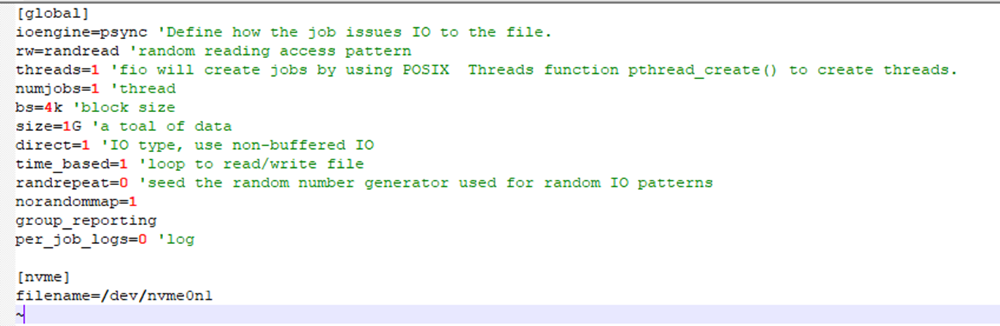 [global]
ioengine=psync 'Define how the job issues IO to the file.
rw=randread 'random reading access pattern
threads=1 'fio will create jobs by using POSIX  Threads function pthread_create() to create threads.
numjobs=1 'thread
bs=4k 'block size
size=1G 'a toal of data
direct=1 'IO type, use non-buffered IO
time_based=1 'loop to read/write file
randrepeat=0 'seed the random number generator used for random IO patterns
norandommap=1
group_reporting
per_job_logs=0 'log
[nvme]
filename=/dev/nvme0n1
~